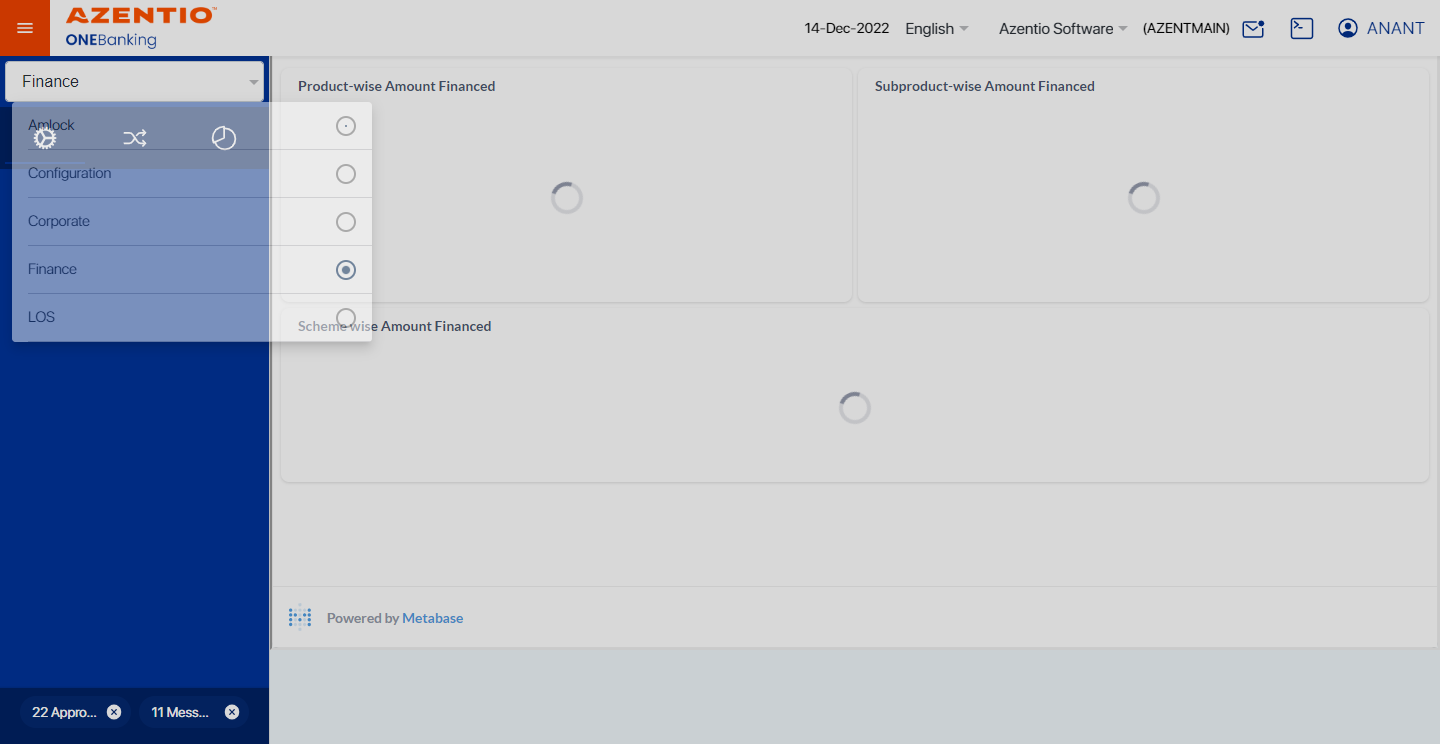 AZENTIO™
ONEBanking
14-Dec-2022 English Azentio Software (AZENTMAIN) ANANT
Finance
Amlock
Configuration
Corporate
Finance
LOS
Product-wise Amount Financed
Subproduct-wise Amount Financed
Scheme wise Amount Financed
Powered by Metabase
22 Appro...
11 Mess...